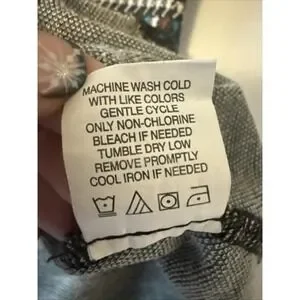 MACHINE WASH COLD
WITH LIKE COLORS
GENTLE CYCLE
ONLY NON-CHLORINE
BLEACH IF NEEDED
TUMBLE DRY LOW
REMOVE PROMPTLY
COOL IRON IF NEEDED